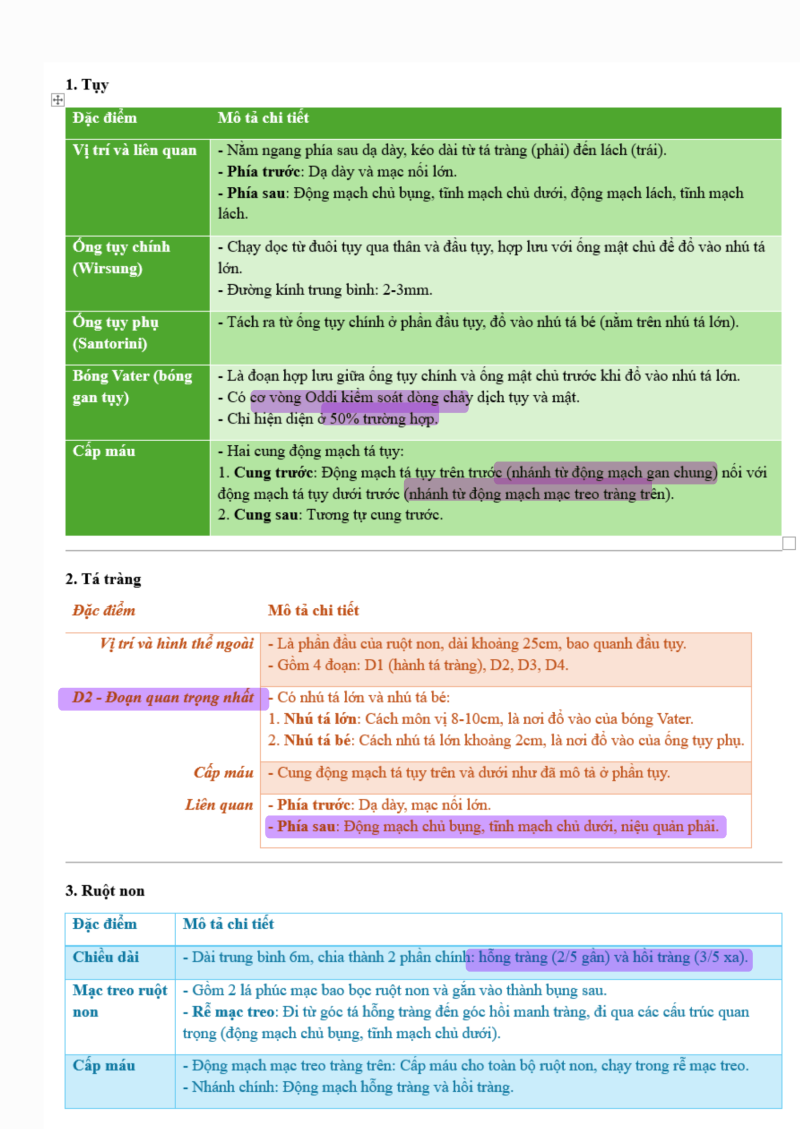 1. Tụy
Đặc điểm Mô tả chi tiết
Vị trí và liên quan - Nằm ngang phía sau dạ dày, kéo dài từ tá tràng (phải) đến lách (trái).
- Phía trước: Dạ dày và mạc nối lớn.
- Phía sau: Động mạch chủ bụng, tĩnh mạch chủ dưới, động mạch lách, tĩnh mạch
lách.
Ống tụy chính - Chạy dọc từ đuôi tụy qua thân và đầu tụy, hợp lưu với ống mật chủ để đổ vào nhú tá
(Wirsung) lớn.
- Đường kính trung bình: 2-3mm.
Ống tụy phụ - Tách ra từ ống tụy chính ở phần đầu tụy, đổ vào nhú tá bé (nằm trên nhú tá lớn).
(Santorini)
Bóng Vater (bóng - Là đoạn hợp lưu giữa ống tụy chính và ống mật chủ trước khi đổ vào nhú tá lớn.
gan tụy) - Có cơ vòng Oddi kiểm soát dòng chảy dịch tụy và mật.
- Chỉ hiện diện ở 50% trường hợp.
Cấp máu - Hai cung động mạch tá tụy:
1. Cung trước: Động mạch tá tụy trên trước (nhánh từ động mạch gan chung) nối với
động mạch tá tụy dưới trước (nhánh từ động mạch mạc treo tràng trên).
2. Cung sau: Tương tự cung trước.
2. Tá tràng
Đặc điểm Mô tả chi tiết
Vị trí và hình thể ngoài - Là phần đầu của ruột non, dài khoảng 25cm, bao quanh đầu tụy.
- Gồm 4 đoạn: D1 (hành tá tràng), D2, D3, D4.
D2 - Đoạn quan trọng nhất - Có nhú tá lớn và nhú tá bé:
1. Nhú tá lớn: Cách môn vị 8-10cm, là nơi đổ vào của bóng Vater.
2. Nhú tá bé: Cách nhú tá lớn khoảng 2cm, là nơi đổ vào của ống tụy phụ.
Cấp máu - Cung động mạch tá tụy trên và dưới như đã mô tả ở phần tụy.
Liên quan - Phía trước: Dạ dày, mạc nối lớn.
- Phía sau: Động mạch chủ bụng, tĩnh mạch chủ dưới, niệu quản phải.
3. Ruột non
Đặc điểm Mô tả chi tiết
Chiều dài - Dài trung bình 6m, chia thành 2 phần chính: hỗng tràng (2/5 gần) và hồi tràng (3/5 xa).
Mạc treo ruột - Gồm 2 lá phúc mạc bao bọc ruột non và gắn vào thành bụng sau.
non - Rễ mạc treo: Đi từ góc tá hỗng tràng đến góc hồi manh tràng, đi qua các cấu trúc quan
trọng (động mạch chủ bụng, tĩnh mạch chủ dưới).
Cấp máu - Động mạch mạc treo tràng trên: Cấp máu cho toàn bộ ruột non, chạy trong rễ mạc treo.
- Nhánh chính: Động mạch hỗng tràng và hồi tràng.